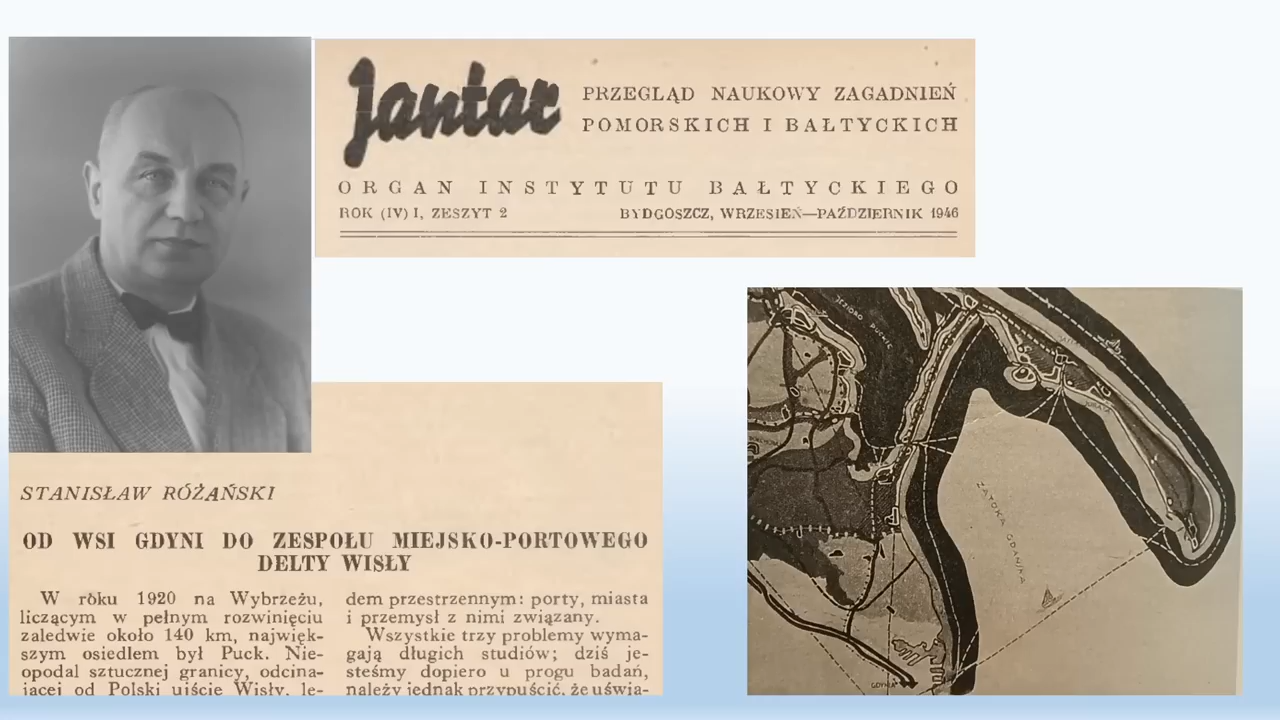 Jantar
PRZEGLĄD NAUKOWY ZAGADNIEŃ
POMORSKICH I BAŁTYCKICH
ORGAN INSTYTUTU BAŁTYCKIEGO
ROK (IV) I, ZESZYT 2
BYDGOSZCZ, WRZESIEŃ—PAŹDZIERNIK 1946
STANISŁAW RÓŻAŃSKI
OD WSI GDYNI DO ZESPOŁU MIEJSKO-PORTOWEGO
DELTY WISŁY
W roku 1920 na Wybrzeżu,
liczącym w pełnym rozwinięciu
zaledwie około 140 km, najwięk-
szym osiedlem był Puck. Nie-
opodal sztucznej granicy, odcina-
jącej od Polski ujście Wisły, le-
dem przestrzennym: porty, miasta
i przemysł z nimi związany.
Wszystkie trzy problemy wyma-
gają długich studiów; dziś je-
steśmy dopiero u progu badań,
należy jednak przypuścić, że uświa-
JEZIORO PUCKIE
JURATA
ZATOKA GDAŃSKA
GDYNIA